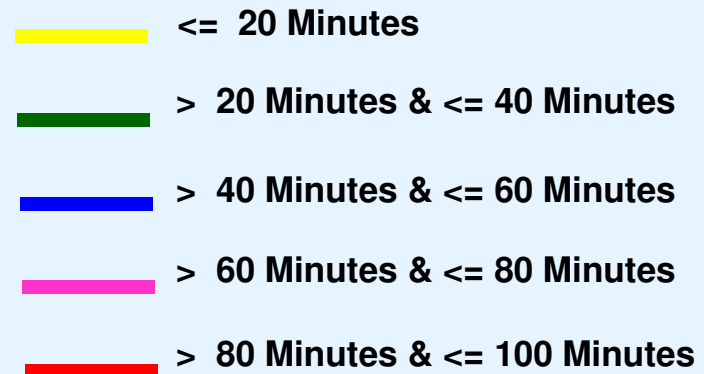 <= 20 Minutes
> 20 Minutes & <= 40 Minutes
> 40 Minutes & <= 60 Minutes
> 60 Minutes & <= 80 Minutes
> 80 Minutes & <= 100 Minutes